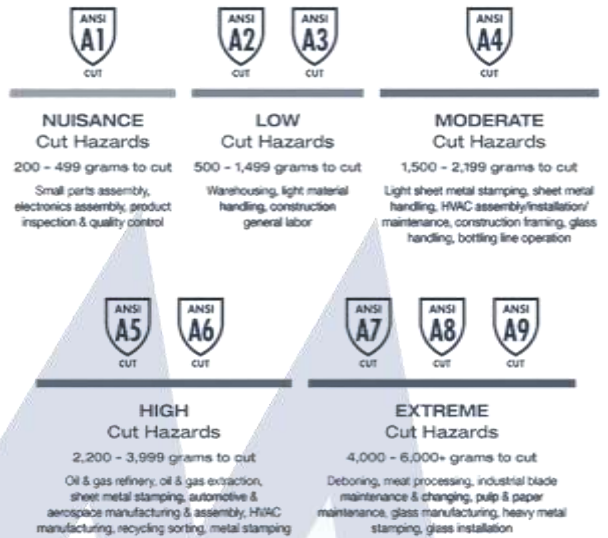 ANSI
A1
CUT
ANSI
A2
CUT
ANSI
A3
CUT
ANSI
A4
CUT
NUISANCE
Cut Hazards
200 - 499 grams to cut
Small parts assembly,
electronics assembly, product
inspection & quality control
LOW
Cut Hazards
500 - 1,499 grams to cut
Warehousing, light material
handling, construction
general labor
MODERATE
Cut Hazards
1,500 - 2,199 grams to cut
Light sheet metal stamping, sheet metal
handling, HVAC assembly/installation/
maintenance, construction framing, glass
handling, bottling line operation
ANSI
A5
CUT
ANSI
A6
CUT
ANSI
A7
CUT
ANSI
A8
CUT
ANSI
A9
CUT
HIGH
Cut Hazards
2,200 - 3,999 grams to cut
Oil & gas refinery, oil & gas extraction,
sheet metal stamping, automotive &
aerospace manufacturing & assembly, HVAC
manufacturing, recycling sorting, metal stamping
EXTREME
Cut Hazards
4,000 - 6,000+ grams to cut
Deboning, meat processing, industrial blade
maintenance & changing, pulp & paper
maintenance, glass manufacturing, heavy metal
stamping, glass installation